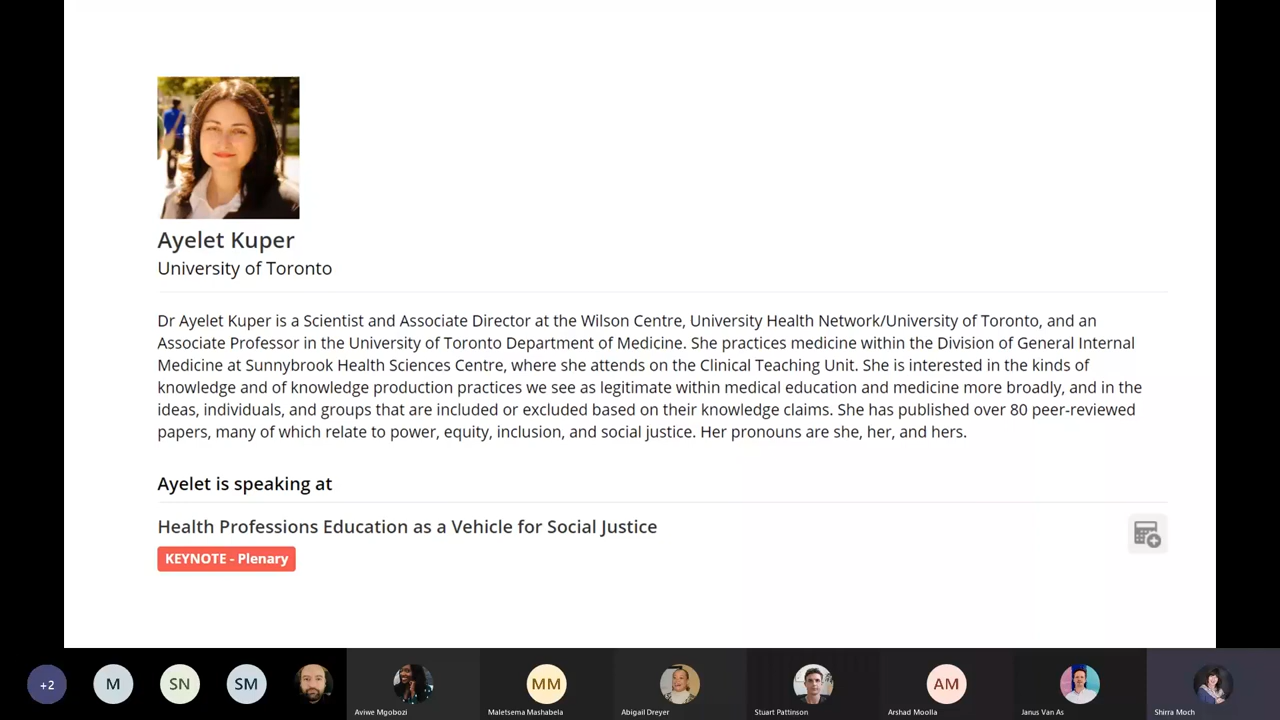 Ayelet Kuper
University of Toronto
Dr Ayelet Kuper is a Scientist and Associate Director at the Wilson Centre, University Health Network/University of Toronto, and an
Associate Professor in the University of Toronto Department of Medicine. She practices medicine within the Division of General Internal
Medicine at Sunnybrook Health Sciences Centre, where she attends on the Clinical Teaching Unit. She is interested in the kinds of
knowledge and of knowledge production practices we see as legitimate within medical education and medicine more broadly, and in the
ideas, individuals, and groups that are included or excluded based on their knowledge claims. She has published over 80 peer-reviewed
papers, many of which relate to power, equity, inclusion, and social justice. Her pronouns are she, her, and hers.
Ayelet is speaking at
Health Professions Education as a Vehicle for Social Justice
KEYNOTE - Plenary
+2
M
SN
SM
MM
AM
Aviwe Mgobozi
Maletsema Mashabela
Abigail Dreyer
Stuart Pattinson
Arshad Moolla
Janus Van As
Shirra Moch